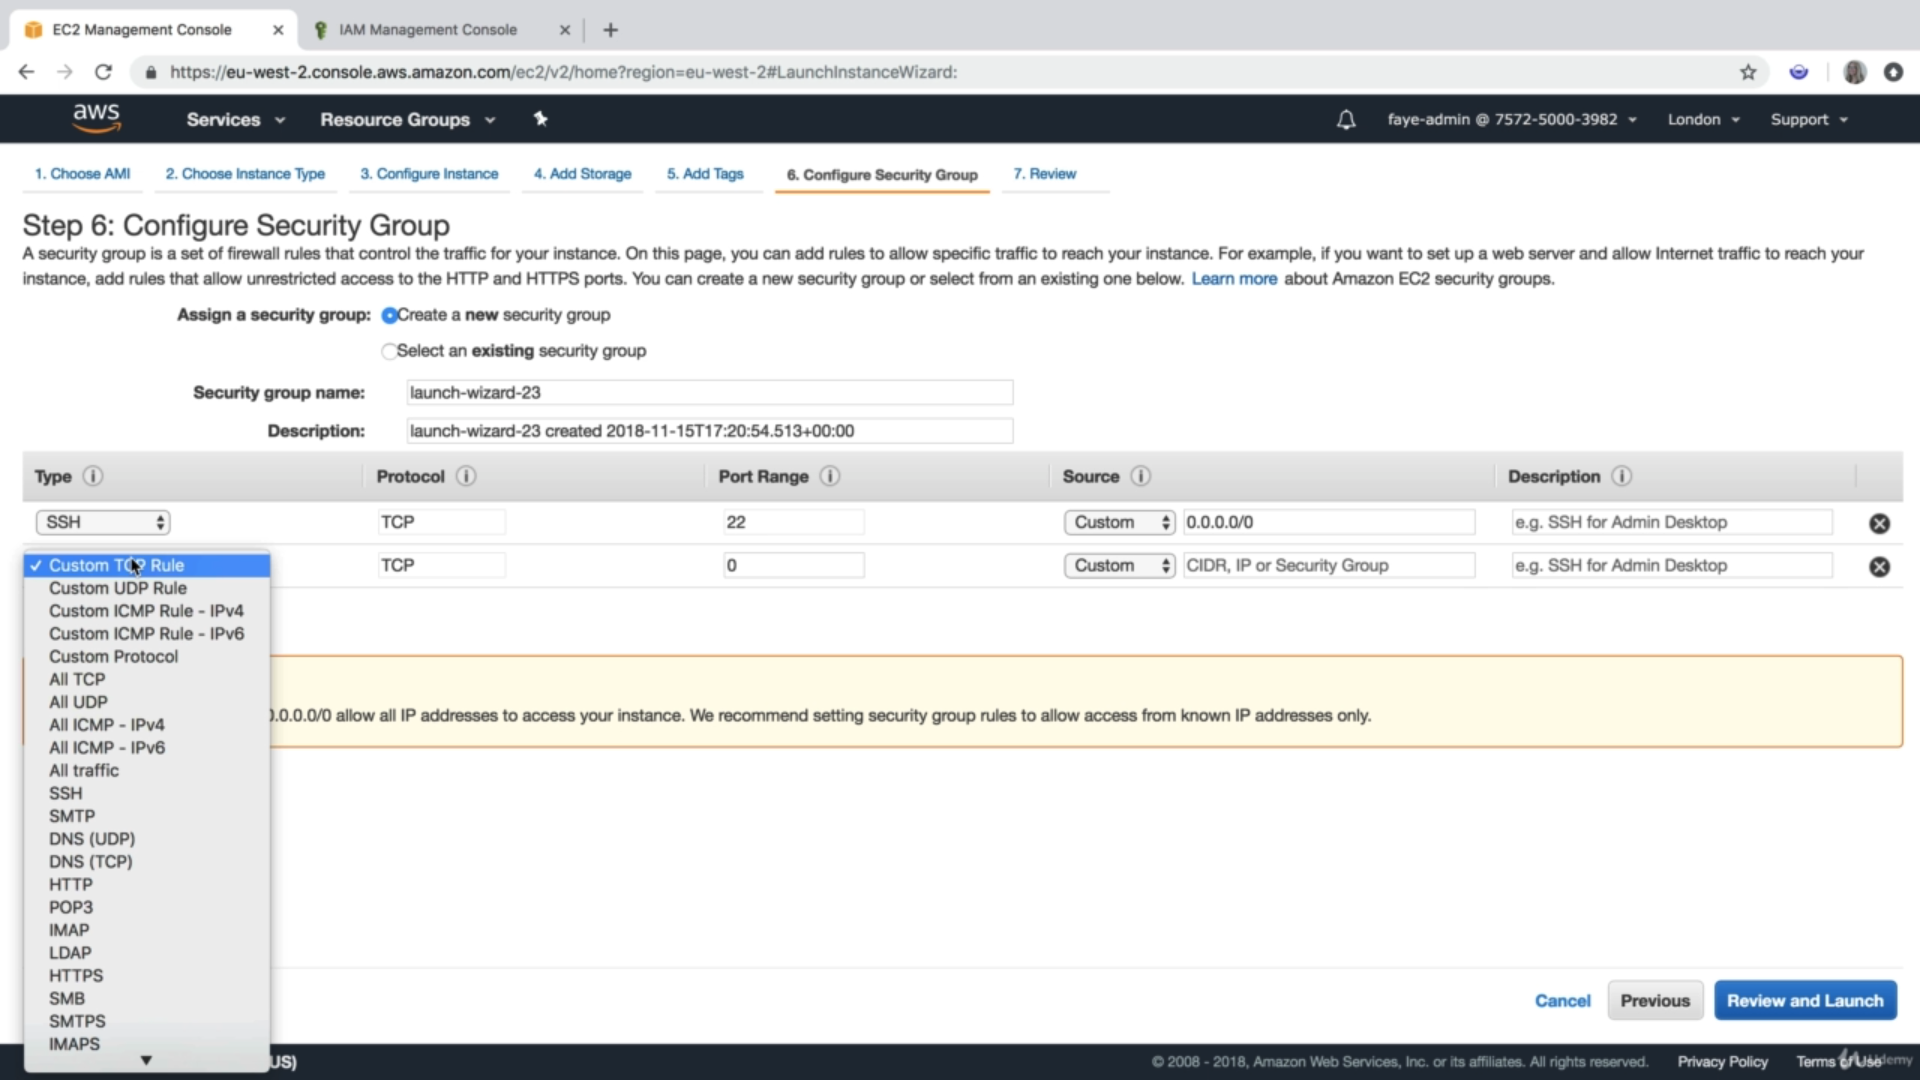 EC2 Management Console
IAM Management Console
https://eu-west-2.console.aws.amazon.com/ec2/v2/home?region=eu-west-2#LaunchInstanceWizard:
aws
Services
Resource Groups
faye-admin @ 7572-5000-3982
London
Support
1. Choose AMI
2. Choose Instance Type
3. Configure Instance
4. Add Storage
5. Add Tags
6. Configure Security Group
7. Review
Step 6: Configure Security Group
A security group is a set of firewall rules that control the traffic for your instance. On this page, you can add rules to allow specific traffic to reach your instance. For example, if you want to set up a web server and allow Internet traffic to reach your
instance, add rules that allow unrestricted access to the HTTP and HTTPS ports. You can create a new security group or select from an existing one below. Learn more about Amazon EC2 security groups.
Assign a security group: Create a new security group
Select an existing security group
Security group name: launch-wizard-23
Description: launch-wizard-23 created 2018-11-15T17:20:54.513+00:00
Type Protocol Port Range Source Description
SSH TCP 22 Custom 0.0.0.0/0 e.g. SSH for Admin Desktop
Custom TCP Rule TCP 0 Custom CIDR, IP or Security Group e.g. SSH for Admin Desktop
Custom UDP Rule
Custom ICMP Rule - IPv4
Custom ICMP Rule - IPv6
Custom Protocol
All TCP
All UDP
0.0.0.0/0 allow all IP addresses to access your instance. We recommend setting security group rules to allow access from known IP addresses only.
All ICMP - IPv4
All ICMP - IPv6
All traffic
SSH
SMTP
DNS (UDP)
DNS (TCP)
HTTP
POP3
IMAP
LDAP
HTTPS
SMB
SMTPS
IMAPS
Cancel
Previous
Review and Launch
US)
© 2008 - 2018, Amazon Web Services, Inc. or its affiliates. All rights reserved.
Privacy Policy
Terms of Use
Udemy